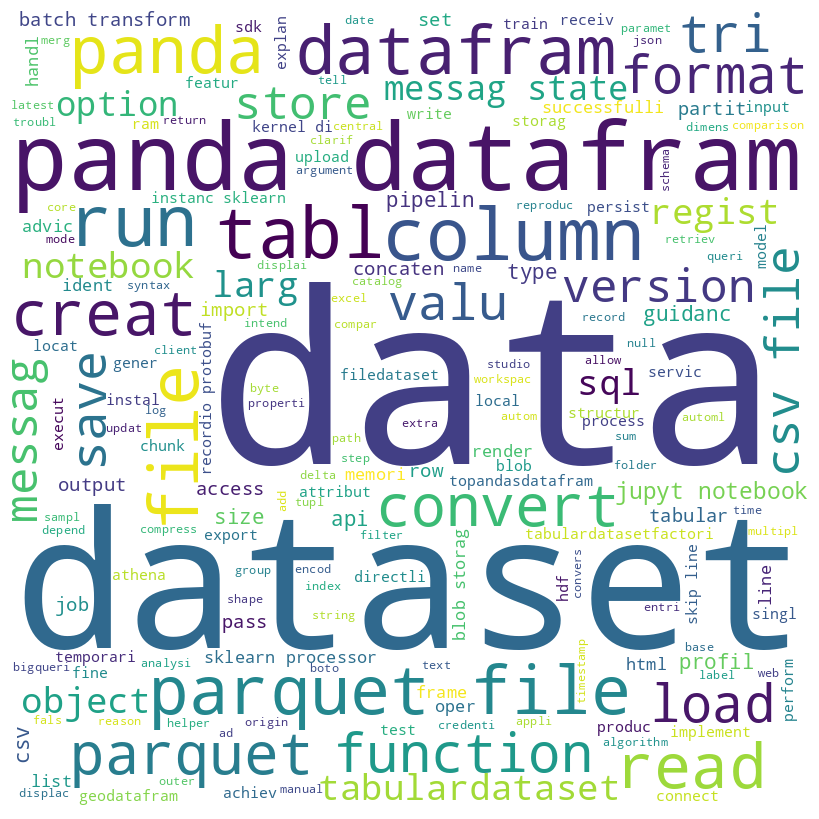 batch transform
sdk
explan
date
set
train
receiv
paramet
json
merg
handl
panda
datafram
tri
tell
featur
messag state
format
latest
troubl
option
store
write
successfulli
partit
input
ram
return
kernel di
central
clarif
storag
dimens
comparison
panda datafram
upload
argument
schema
core
advic
mode
run
instanc sklearn
tabl
pipelin
column
reproduc
persist
regist
retriev
queri
model
notebook
displai
concaten
name
type
ident
syntax
larg
catalog
excel
valu
version
csv file
creat
import
intend
compar
record
null
guidanc
locat
client
data
studio
allow
servic
messag
save
gener
file
recordio protobuf
filedataset
workspac
sql
instal
log
byte
properti
local
structur
automl
execut
updat
extra
autom
process
chunk
path
step
sum
render
folder
output
access
delta
memori
row
blob
topandasdatafram
jupyt notebook
sampl
depend
compress
size
add
tupl
attribut
api
convert
tabular
time
filter
tabulardatasetfactori
multipl
athena
export
group
encod
index
directli
blob storag
hdf
convers
skip line
line
job
dataset
shape
string
entri
singl
pass
base
temporari
bigqueri
analysi
sklearn processor
boto
text
timestamp
html
profil
label
web
perform
fine
object
parquet file
frame
oper
load
csv
fals
reason
helper
origin
ad
test
credenti
appli
produc
implement
algorithm
parquet function
read
list
displac
geodatafram
outer
achiev
manual
tabulardataset
connect